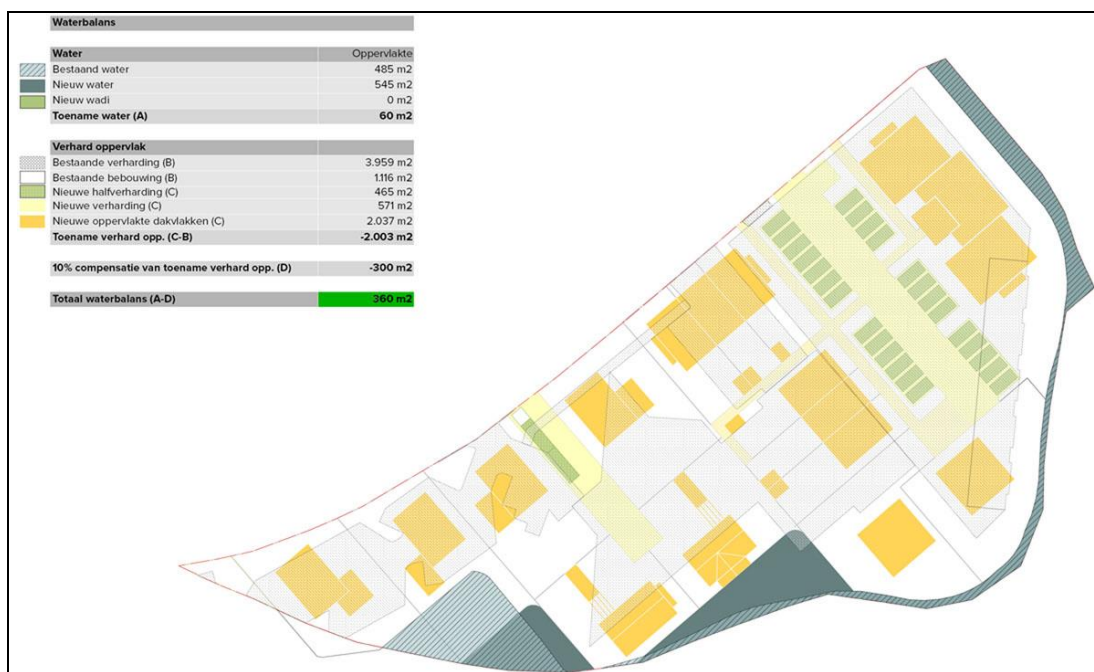 Waterbalans
Water Oppervlakte
Bestaand water 485 m2
Nieuw water 545 m2
Nieuw wadi 0 m2
Toename water (A) 60 m2
Verhard oppervlak
Bestaande verharding (B) 3.959 m2
Bestaande bebouwing (B) 1.116 m2
Nieuwe halfverharding (C) 465 m2
Nieuwe verharding (C) 571 m2
Nieuwe oppervlakte dakvlakken (C) 2.037 m2
Toename verhard opp. (C-B) -2.003 m2
10% compensatie van toename verhard opp. (D) -300 m2
Totaal waterbalans (A-D) 360 m2